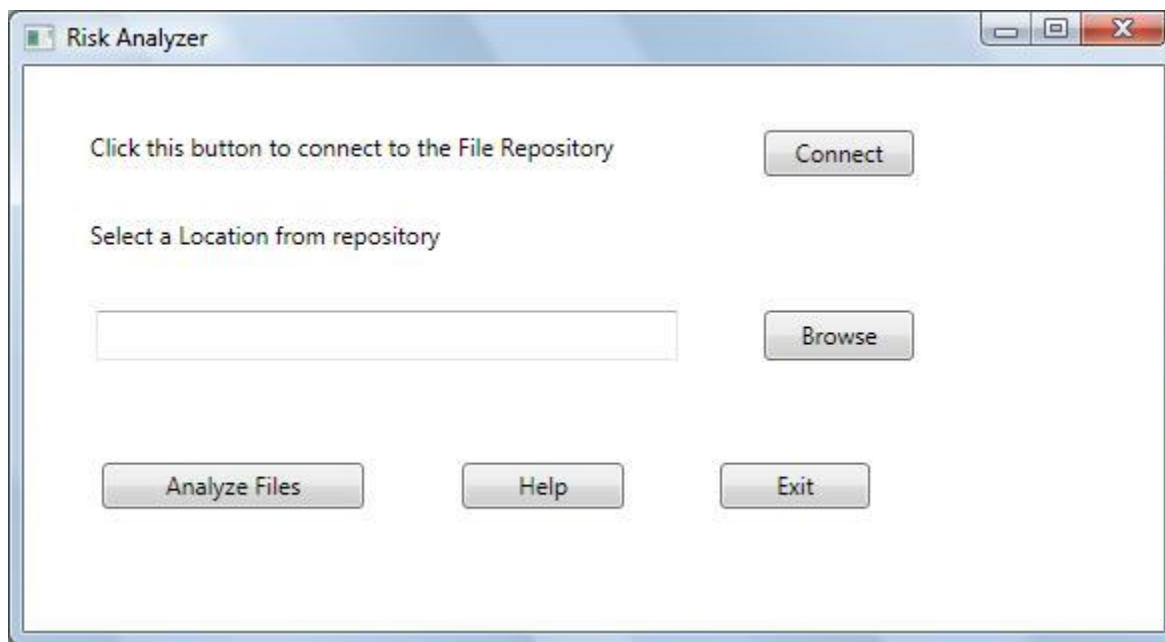 Risk Analyzer
Click this button to connect to the File Repository
Connect
Select a Location from repository
Browse
Analyze Files
Help
Exit